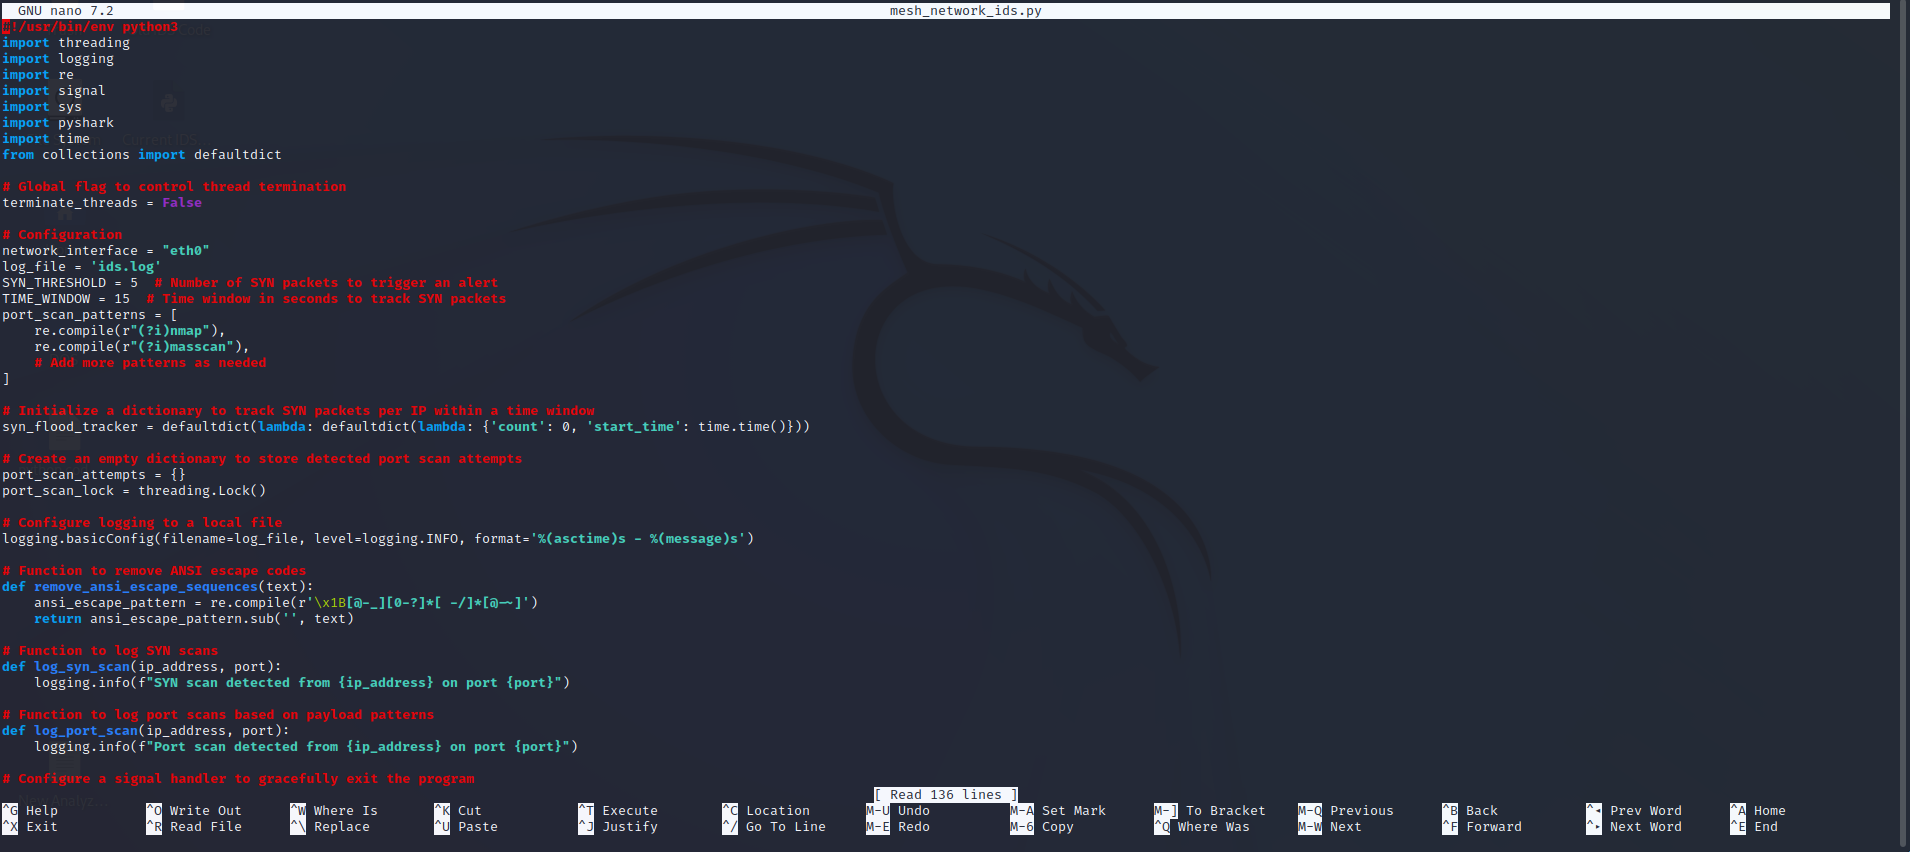 GNU nano 7.2 mesh_network_ids.py
#!/usr/bin/env python3
import threading
import logging
import re
import signal
import sys
import pyshark
import time
from collections import defaultdict

# Global flag to control thread termination
terminate_threads = False

# Configuration
network_interface = "eth0"
log_file = 'ids.log'
SYN_THRESHOLD = 5  # Number of SYN packets to trigger an alert
TIME_WINDOW = 15  # Time window in seconds to track SYN packets
port_scan_patterns = [
    re.compile(r"(?i)nmap"),
    re.compile(r"(?i)masscan"),
    # Add more patterns as needed
]

# Initialize a dictionary to track SYN packets per IP within a time window
syn_flood_tracker = defaultdict(lambda: defaultdict(lambda: {'count': 0, 'start_time': time.time()}))

# Create an empty dictionary to store detected port scan attempts
port_scan_attempts = {}
port_scan_lock = threading.Lock()

# Configure logging to a local file
logging.basicConfig(filename=log_file, level=logging.INFO, format='%(asctime)s - %(message)s')

# Function to remove ANSI escape codes
def remove_ansi_escape_sequences(text):
    ansi_escape_pattern = re.compile(r'\x1B[@-_][0-?]*[ -/]*[@-~]')
    return ansi_escape_pattern.sub('', text)

# Function to log SYN scans
def log_syn_scan(ip_address, port):
    logging.info(f"SYN scan detected from {ip_address} on port {port}")

# Function to log port scans based on payload patterns
def log_port_scan(ip_address, port):
    logging.info(f"Port scan detected from {ip_address} on port {port}")

# Configure a signal handler to gracefully exit the program
[ Read 136 lines ]
^G Help ^O Write Out ^W Where Is ^K Cut ^T Execute ^C Location M-U Undo M-A Set Mark M-] To Bracket M-Q Previous ^B Back ^◂ Prev Word ^A Home
^X Exit ^R Read File ^\ Replace ^U Paste ^J Justify ^/ Go To Line M-E Redo M-6 Copy ^Q Where Was M-W Next ^F Forward ^▸ Next Word ^E End